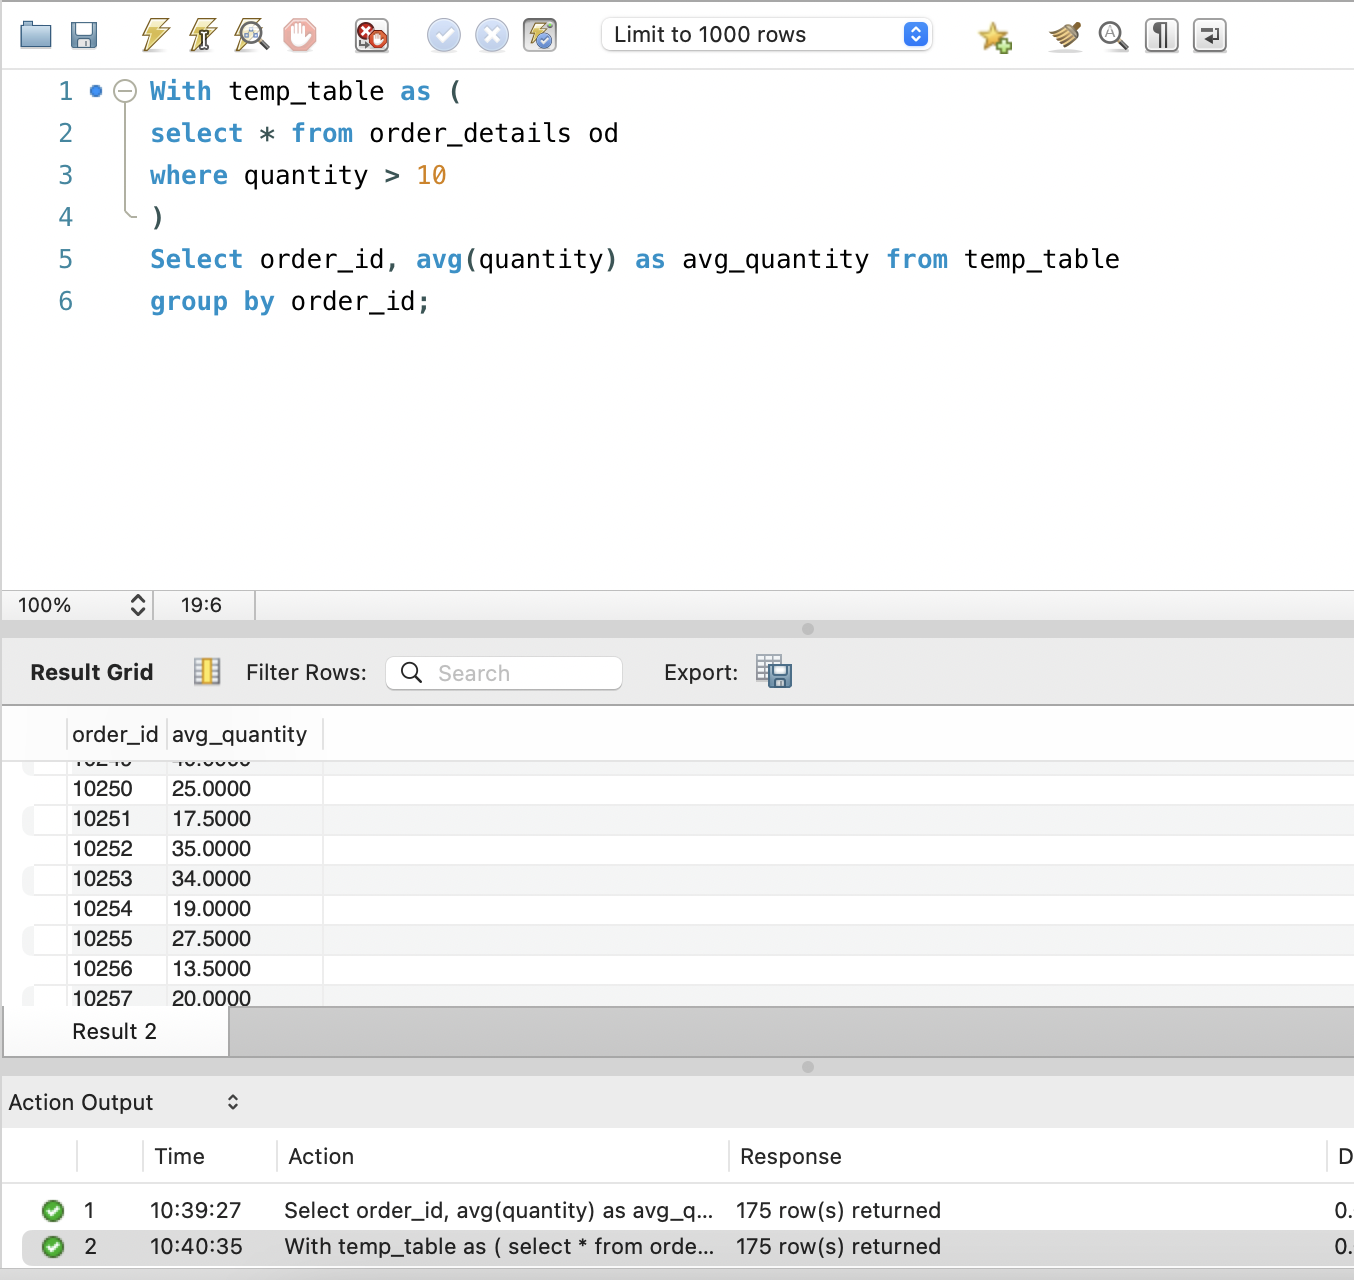 Limit to 1000 rows
1 With temp_table as (
2 select * from order_details od
3 where quantity > 10
4 )
5 Select order_id, avg(quantity) as avg_quantity from temp_table
6 group by order_id;
100% 19:6
Result Grid Filter Rows: Search Export:
order_id avg_quantity
10250 25.0000
10251 17.5000
10252 35.0000
10253 34.0000
10254 19.0000
10255 27.5000
10256 13.5000
10257 20.0000
Result 2
Action Output
Time Action Response D
1 10:39:27 Select order_id, avg(quantity) as avg_q... 175 row(s) returned 0.
2 10:40:35 With temp_table as ( select * from orde... 175 row(s) returned 0.